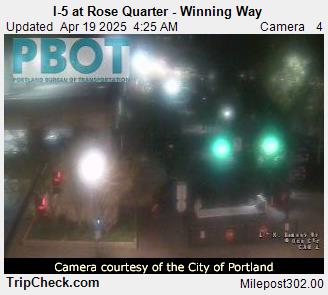 I-5 at Rose Quarter - Winning Way
Updated Apr 19 2025 4:25 AM Camera 4
PBOT
PORTLAND BUREAU OF TRANSPORTATION
Camera courtesy of the City of Portland
TripCheck.com Milepost302.00